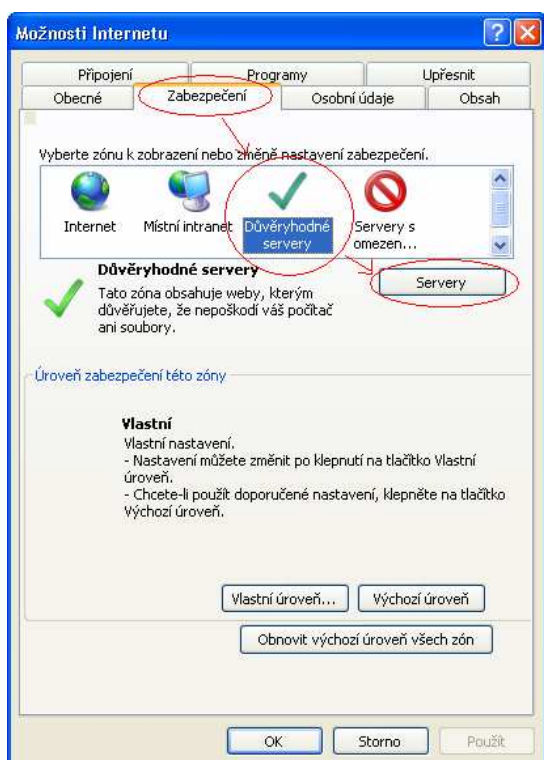 Možnosti Internetu
Připojení Programy Upřesnit
Obecné Zabezpečení Osobní údaje Obsah
Vyberte zónu k zobrazení nebo změně nastavení zabezpečení.
Internet Místní intranet Důvěryhodné servery Servery s omezen...
Důvěryhodné servery
Servery
Tato zóna obsahuje weby, kterým
důvěřujete, že nepoškodí váš počítač
ani soubory.
Úroveň zabezpečení této zóny
Vlastní
Vlastní nastavení.
- Nastavení můžete změnit po klepnutí na tlačítko Vlastní
úroveň.
- Chcete-li použít doporučené nastavení, klepněte na tlačítko
Výchozí úroveň.
Vlastní úroveň... Výchozí úroveň
Obnovit výchozí úroveň všech zón
OK Storno Použít